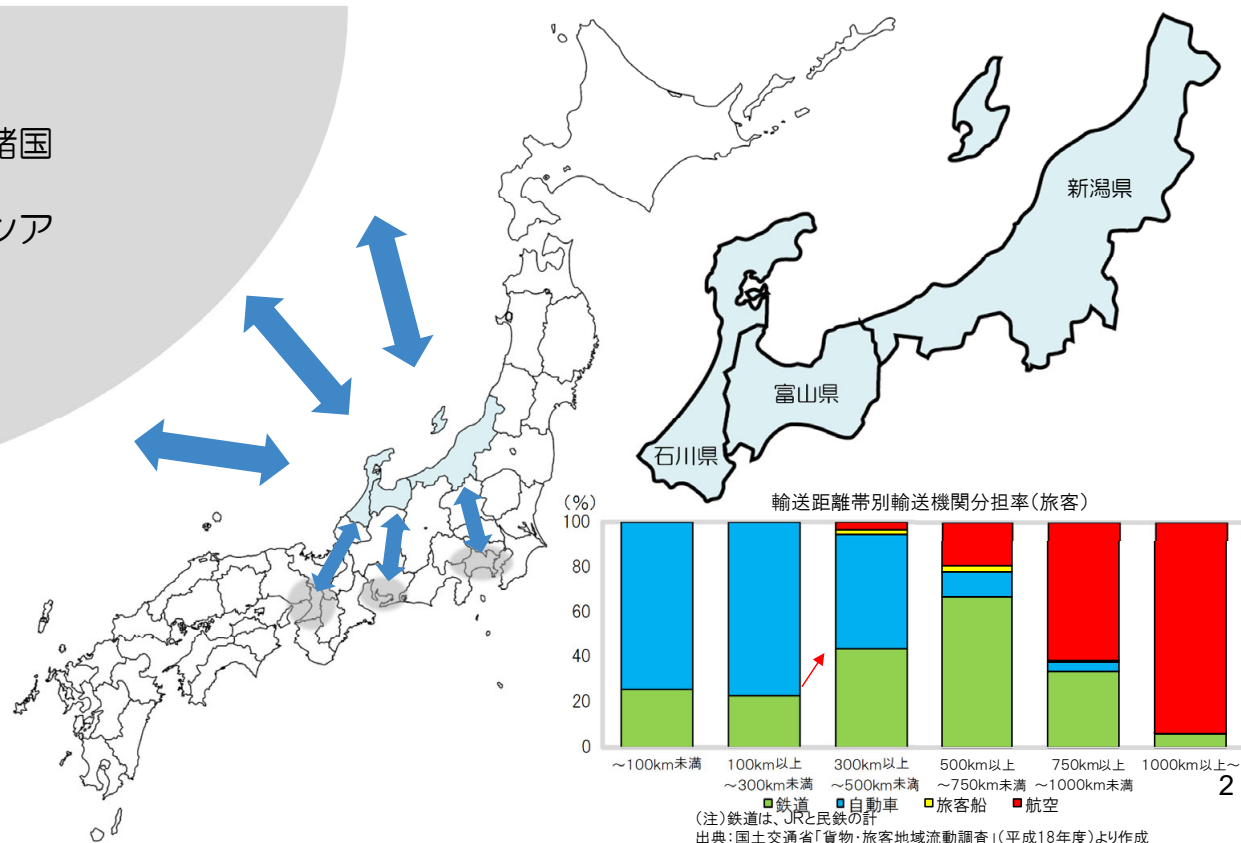 諸国
シア
新潟県
富山県
石川県
輸送距離帯別輸送機関分担率(旅客)
(%)
100
80
60
40
20
0
～100km未満
100km以上
～300km未満
300km以上
～500km未満
500km以上
～750km未満
750km以上
～1000km未満
1000km以上～
鉄道 自動車 旅客船 航空
2
(注)鉄道は、JRと民鉄の計
出典:国土交通省「貨物・旅客地域流動調査」(平成18年度)より作成